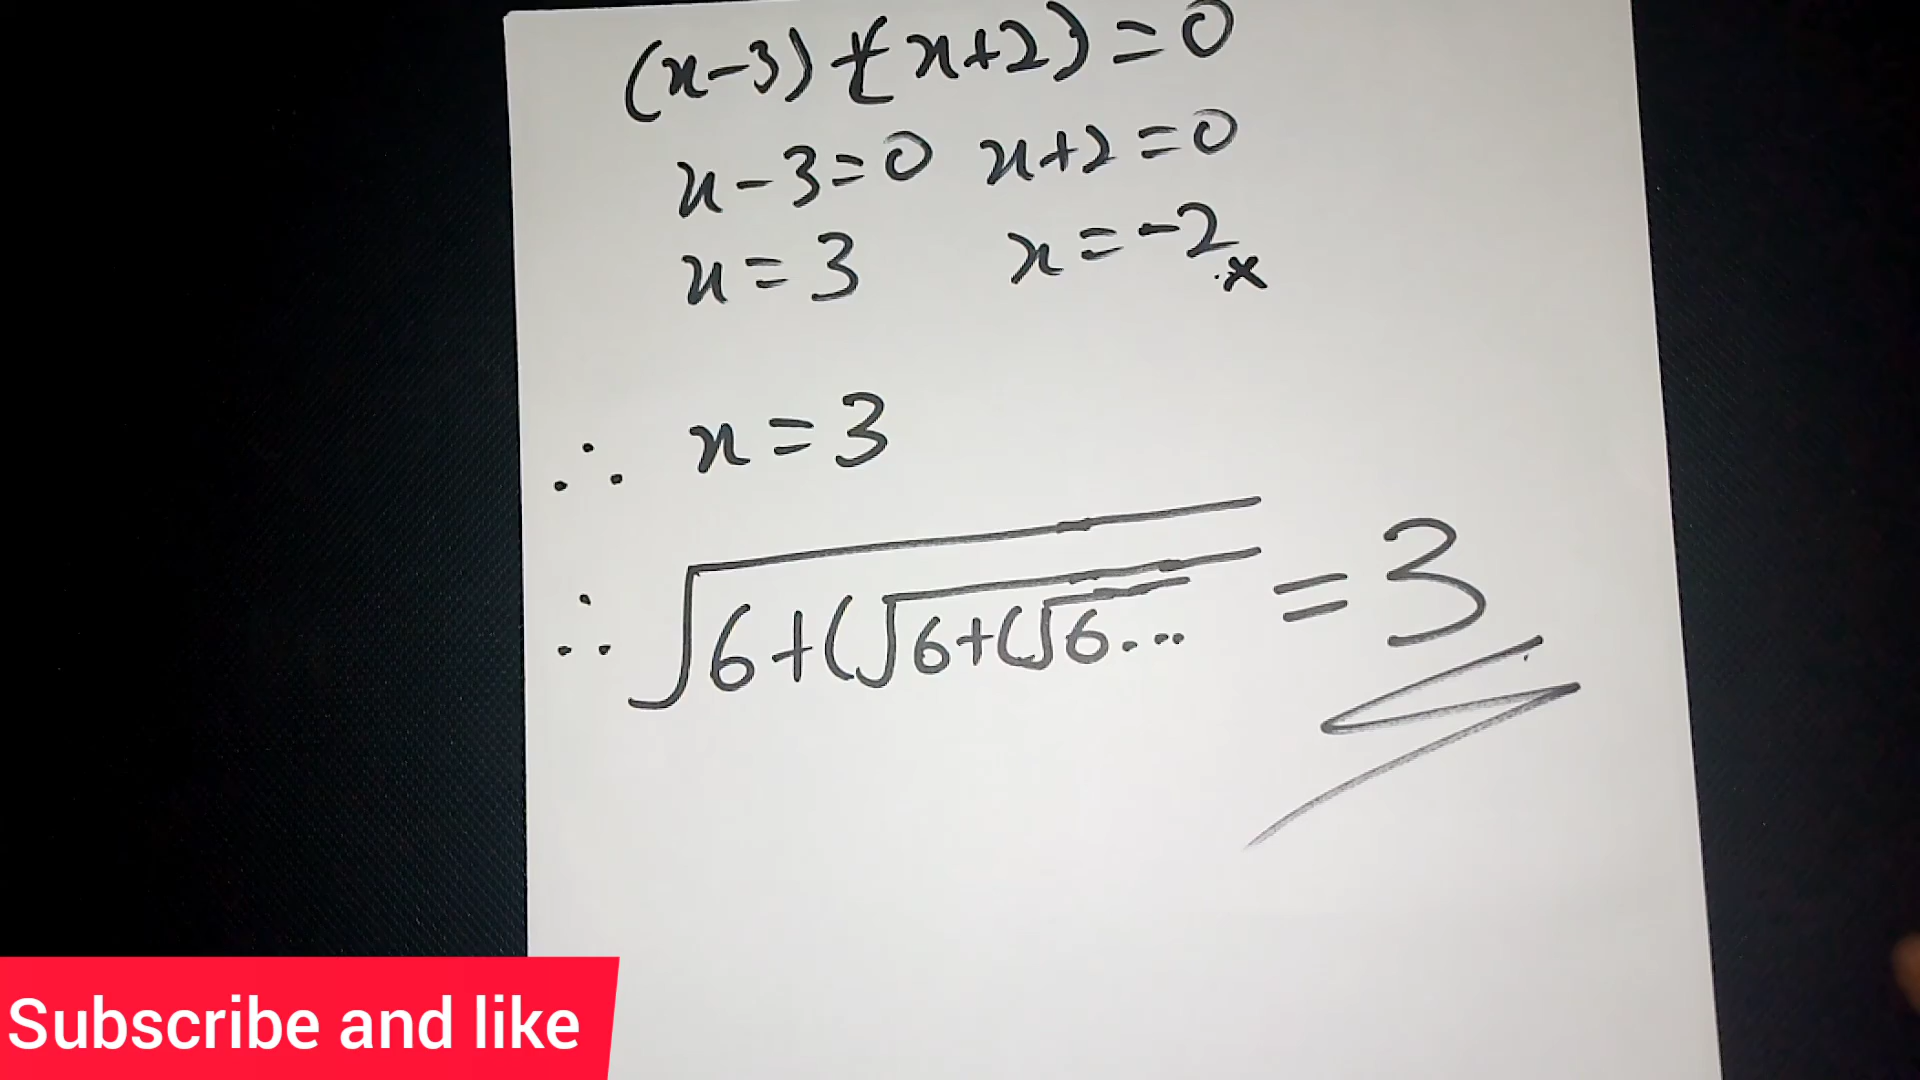 (x-3)+(x+2)=0
x-3=0 x+2=0
x=3 x=-2 x
∴ x=3
∴ √6+(√6+(√6... =3
Subscribe and like